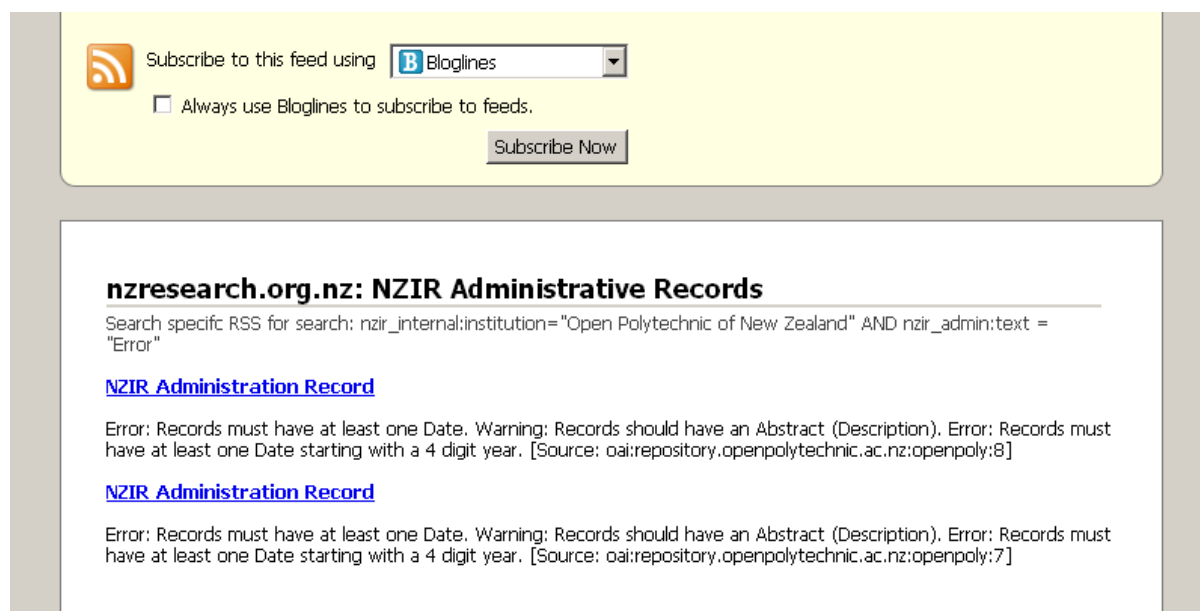 Subscribe to this feed using B Bloglines
Always use Bloglines to subscribe to feeds.
Subscribe Now
nzresearch.org.nz: NZIR Administrative Records
Search specifc RSS for search: nzir_internal:institution="Open Polytechnic of New Zealand" AND nzir_admin:text =
"Error"
NZIR Administration Record
Error: Records must have at least one Date. Warning: Records should have an Abstract (Description). Error: Records must
have at least one Date starting with a 4 digit year. [Source: oai:repository.openpolytechnic.ac.nz:openpoly:8]
NZIR Administration Record
Error: Records must have at least one Date. Warning: Records should have an Abstract (Description). Error: Records must
have at least one Date starting with a 4 digit year. [Source: oai:repository.openpolytechnic.ac.nz:openpoly:7]